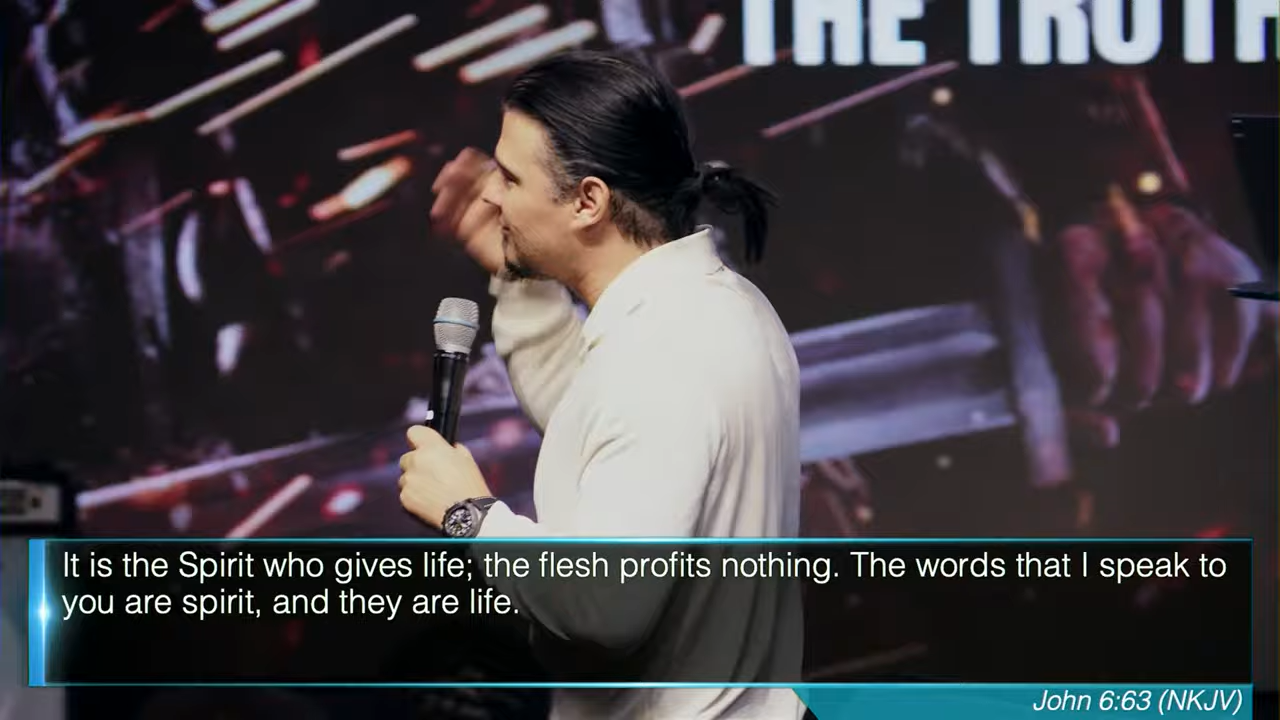 THE TRUTH
It is the Spirit who gives life; the flesh profits nothing. The words that I speak to
you are spirit, and they are life.
John 6:63 (NKJV)